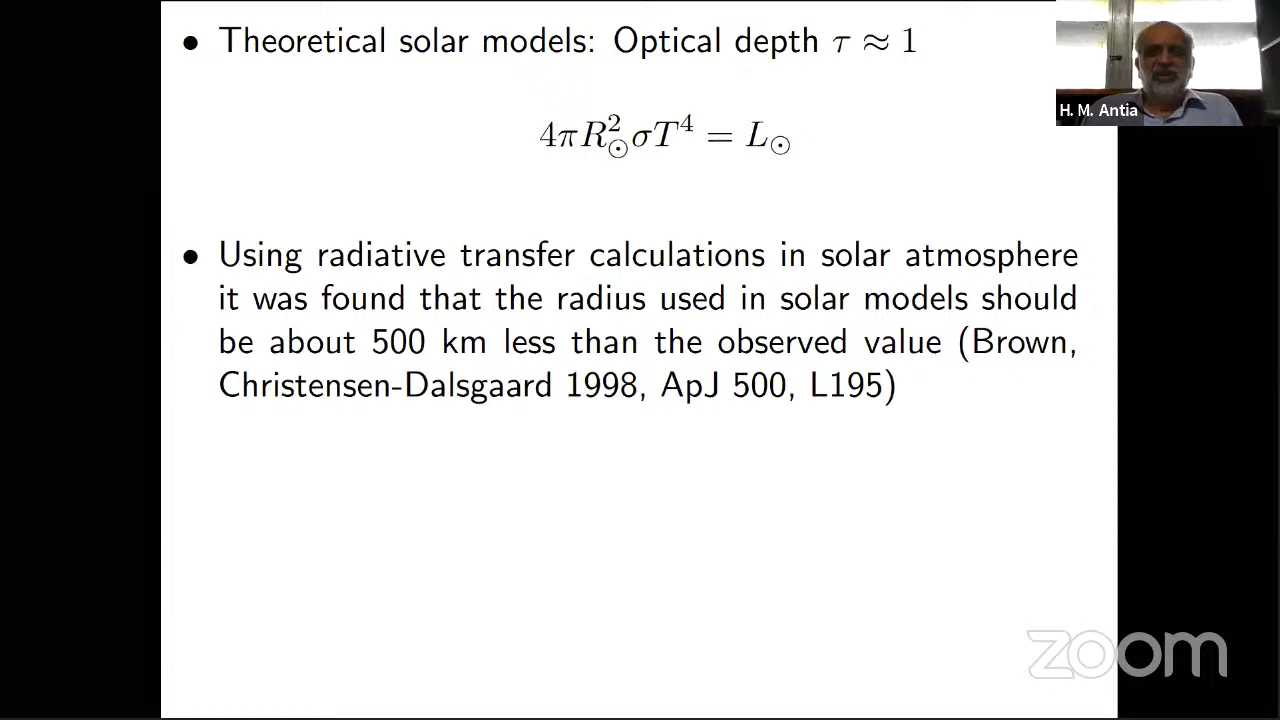 • Theoretical solar models: Optical depth τ ≈ 1
4πR²⊙σT⁴ = L⊙
• Using radiative transfer calculations in solar atmosphere
it was found that the radius used in solar models should
be about 500 km less than the observed value (Brown,
Christensen-Dalsgaard 1998, ApJ 500, L195)
H. M. Antia
zoom